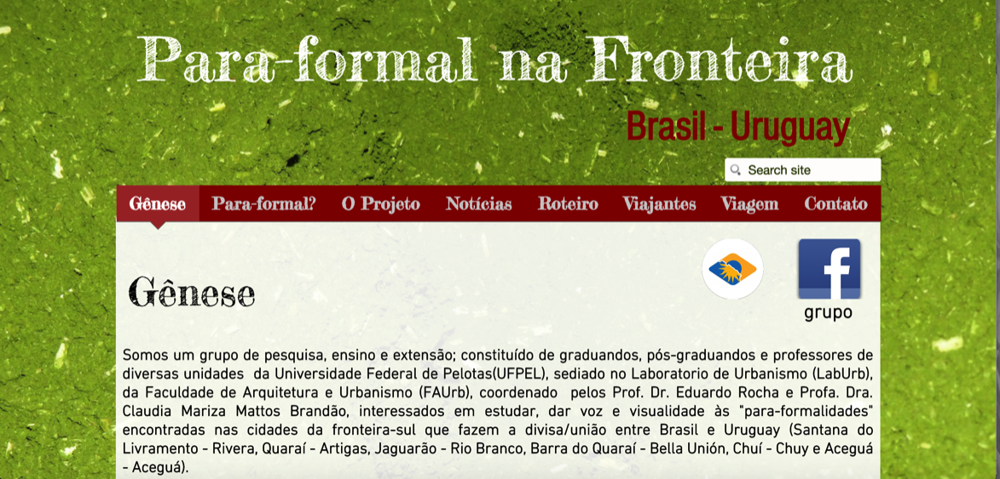 Para-formal na Fronteira
Brasil - Uruguay
Search site
Gênese Para-formal? O Projeto Notícias Roteiro Viajantes Viagem Contato
f
grupo
Gênese
Somos um grupo de pesquisa, ensino e extensão; constituído de graduandos, pós-graduandos e professores de
diversas unidades da Universidade Federal de Pelotas(UFPEL), sediado no Laboratorio de Urbanismo (LabUrb),
da Faculdade de Arquitetura e Urbanismo (FAUrb), coordenado pelos Prof. Dr. Eduardo Rocha e Profa. Dra.
Claudia Mariza Mattos Brandão, interessados em estudar, dar voz e visualidade às "para-formalidades"
encontradas nas cidades da fronteira-sul que fazem a divisa/união entre Brasil e Uruguay (Santana do
Livramento - Rivera, Quaraí - Artigas, Jaguarão - Rio Branco, Barra do Quaraí - Bella Unión, Chuí - Chuy e Aceguá
- Aceguá).